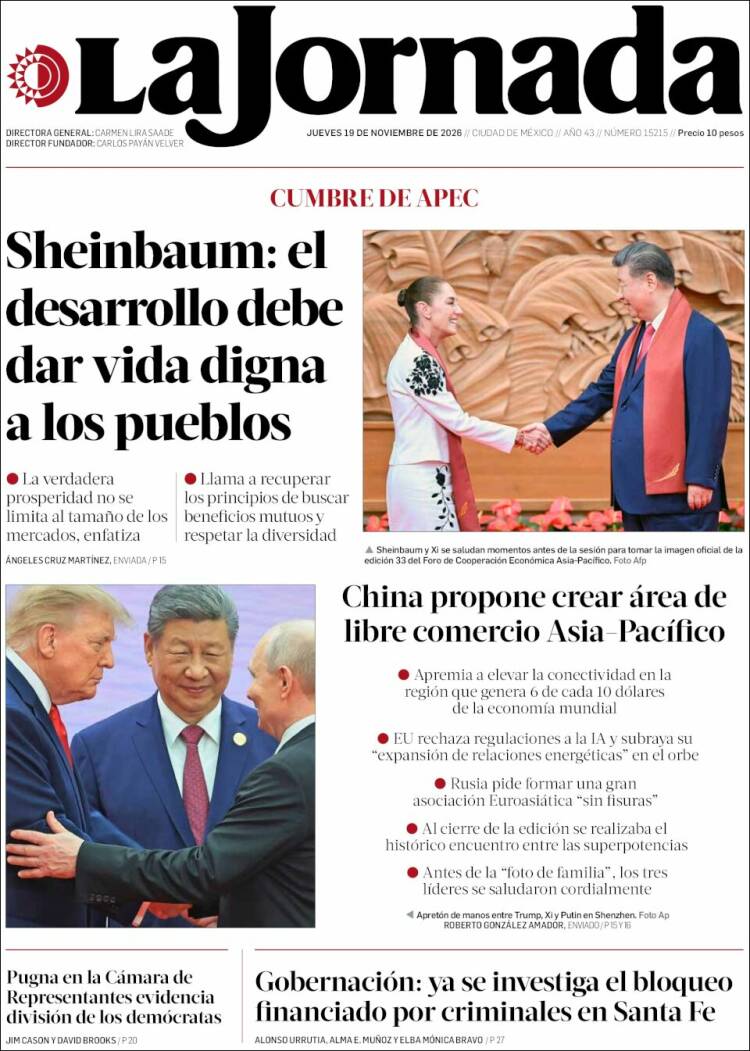 La Jornada
DIRECTORA GENERAL: CARMEN LIRA SAADE
DIRECTOR FUNDADOR: CARLOS PAYÁN VELVER
JUEVES 19 DE NOVIEMBRE DE 2026 // CIUDAD DE MÉXICO // AÑO 43 // NÚMERO 15215 // Precio 10 pesos
CUMBRE DE APEC
Sheinbaum: el
desarrollo debe
dar vida digna
a los pueblos
● La verdadera
prosperidad no se
limita al tamaño de los
mercados, enfatiza
● Llama a recuperar
los principios de buscar
beneficios mutuos y
respetar la diversidad
ÁNGELES CRUZ MARTÍNEZ, ENVIADA / P 15
▲ Sheinbaum y Xi se saludan momentos antes de la sesión para tomar la imagen oficial de la
edición 33 del Foro de Cooperación Económica Asia-Pacífico. Foto Afp
China propone crear área de
libre comercio Asia-Pacífico
● Apremia a elevar la conectividad en la
región que genera 6 de cada 10 dólares
de la economía mundial
● EU rechaza regulaciones a la IA y subraya su
“expansión de relaciones energéticas” en el orbe
● Rusia pide formar una gran
asociación Euroasiática “sin fisuras”
● Al cierre de la edición se realizaba el
histórico encuentro entre las superpotencias
● Antes de la “foto de familia”, los tres
líderes se saludaron cordialmente
◀ Apretón de manos entre Trump, Xi y Putin en Shenzhen. Foto Ap
ROBERTO GONZÁLEZ AMADOR, ENVIADO / P 15 Y 16
Pugna en la Cámara de
Representantes evidencia
división de los demócratas
JIM CASON Y DAVID BROOKS / P 20
Gobernación: ya se investiga el bloqueo
financiado por criminales en Santa Fe
ALONSO URRUTIA, ALMA E. MUÑOZ Y ELBA MÓNICA BRAVO / P 27